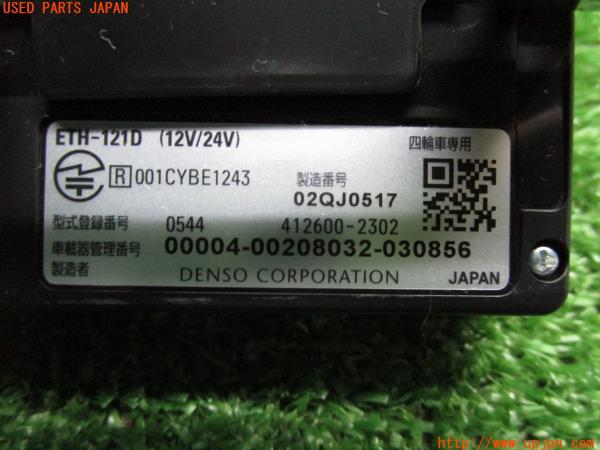 USED PARTS JAPAN
ETH-121D (12V/24V) 四輪車専用
R 001CYBE1243 製造番号
02QJ0517
型式登録番号 0544 412600-2302
車載器管理番号 00004-00208032-030856
製造者 DENSO CORPORATION JAPAN
http://www.usjpn.com/